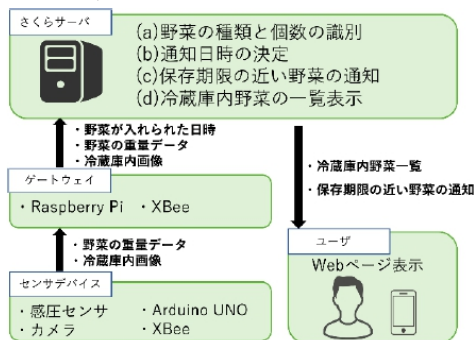 さくらサーバ
(a)野菜の種類と個数の識別
(b)通知日時の決定
(c)保存期限の近い野菜の通知
(d)冷蔵庫内野菜の一覧表示
・野菜が入れられた日時
・野菜の重量データ
・冷蔵庫内画像
・冷蔵庫内野菜一覧
・保存期限の近い野菜の通知
ゲートウェイ
・Raspberry Pi ・XBee
・野菜の重量データ
・冷蔵庫内画像
センサデバイス
・感圧センサ ・Arduino UNO
・カメラ ・XBee
ユーザ
Webページ表示